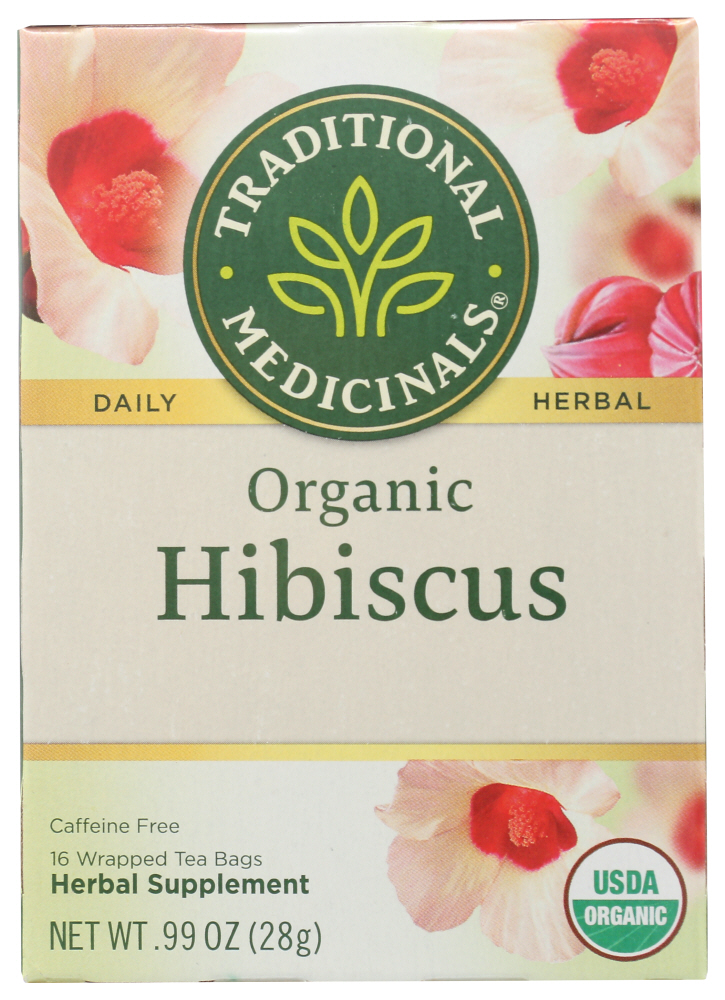 TRADITIONAL
MEDICINALS®
DAILY
HERBAL
Organic
Hibiscus
Caffeine Free
16 Wrapped Tea Bags
Herbal Supplement
NET WT .99 OZ (28g)
USDA
ORGANIC